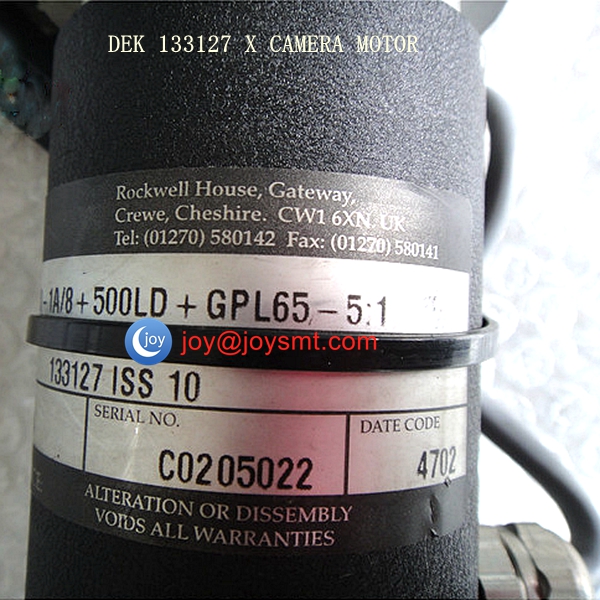 DEK 133127 X CAMERA MOTOR
Rockwell House, Gateway,
Crewe, Cheshire. CW1 6XN UK
Tel: (01270) 580142 Fax: (01270) 580141
-1A/8 + 500LD + GPL65 - 5:1
joy joy@joysmt.com
133127 ISS 10
SERIAL NO.
DATE CODE
C0205022
4702
ALTERATION OR DISSEMBLY
VOIDS ALL WARRANTIES